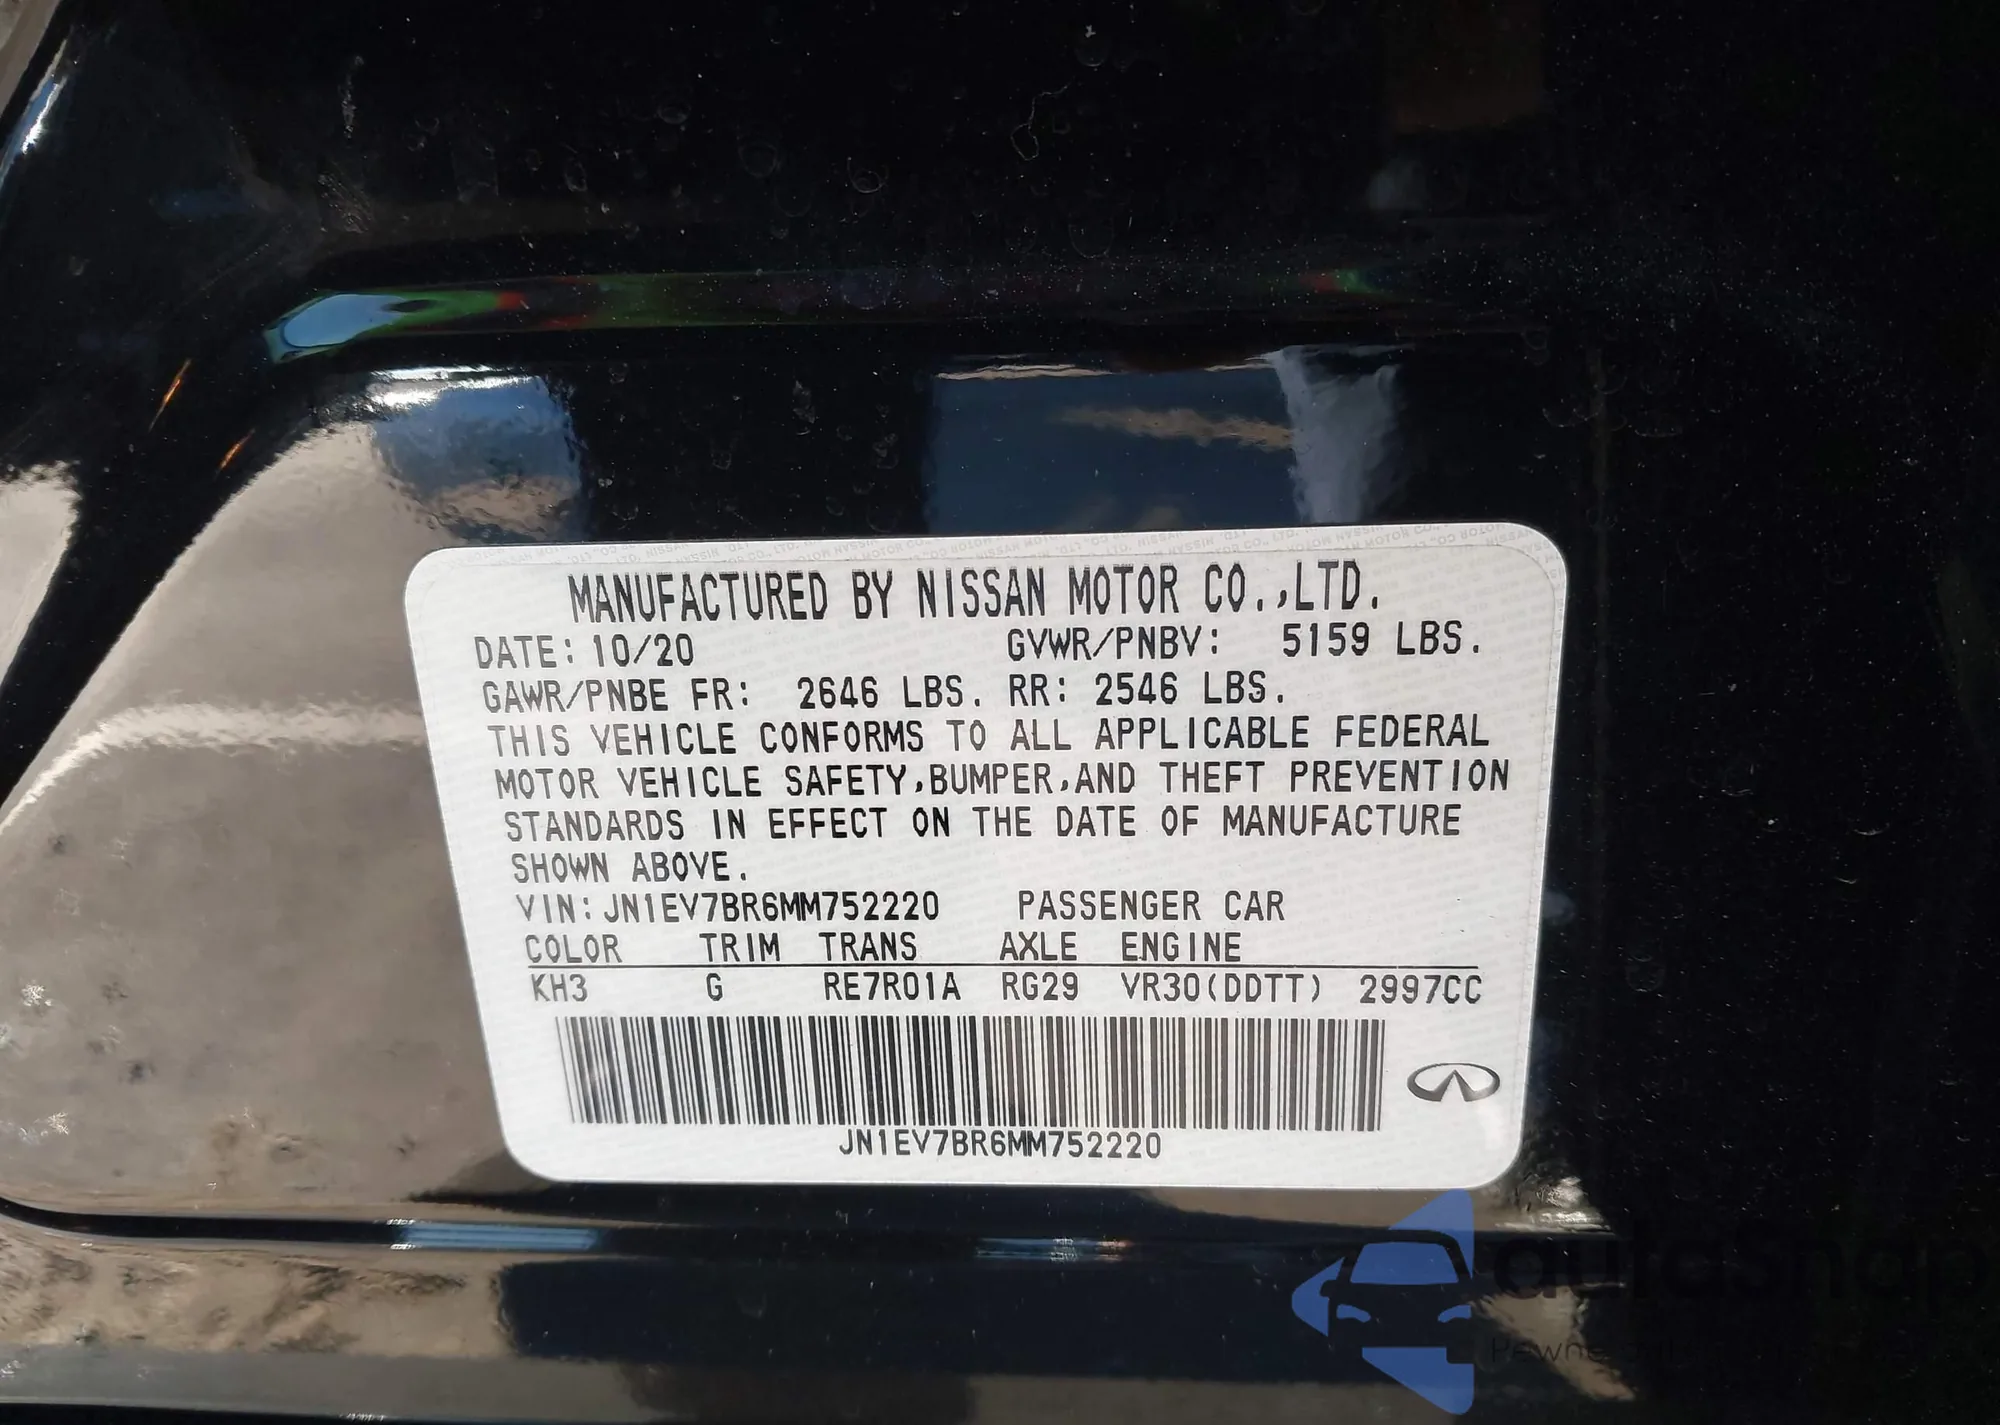 MANUFACTURED BY NISSAN MOTOR CO.,LTD.
DATE: 10/20 GVWR/PNBV: 5159 LBS.
GAWR/PNBE FR: 2646 LBS. RR: 2546 LBS.
THIS VEHICLE CONFORMS TO ALL APPLICABLE FEDERAL
MOTOR VEHICLE SAFETY,BUMPER,AND THEFT PREVENTION
STANDARDS IN EFFECT ON THE DATE OF MANUFACTURE
SHOWN ABOVE.
VIN: JN1EV7BR6MM752220 PASSENGER CAR
COLOR TRIM TRANS AXLE ENGINE
KH3 G RE7R01A RG29 VR30(DDTT) 2997CC
JN1EV7BR6MM752220
autosnap